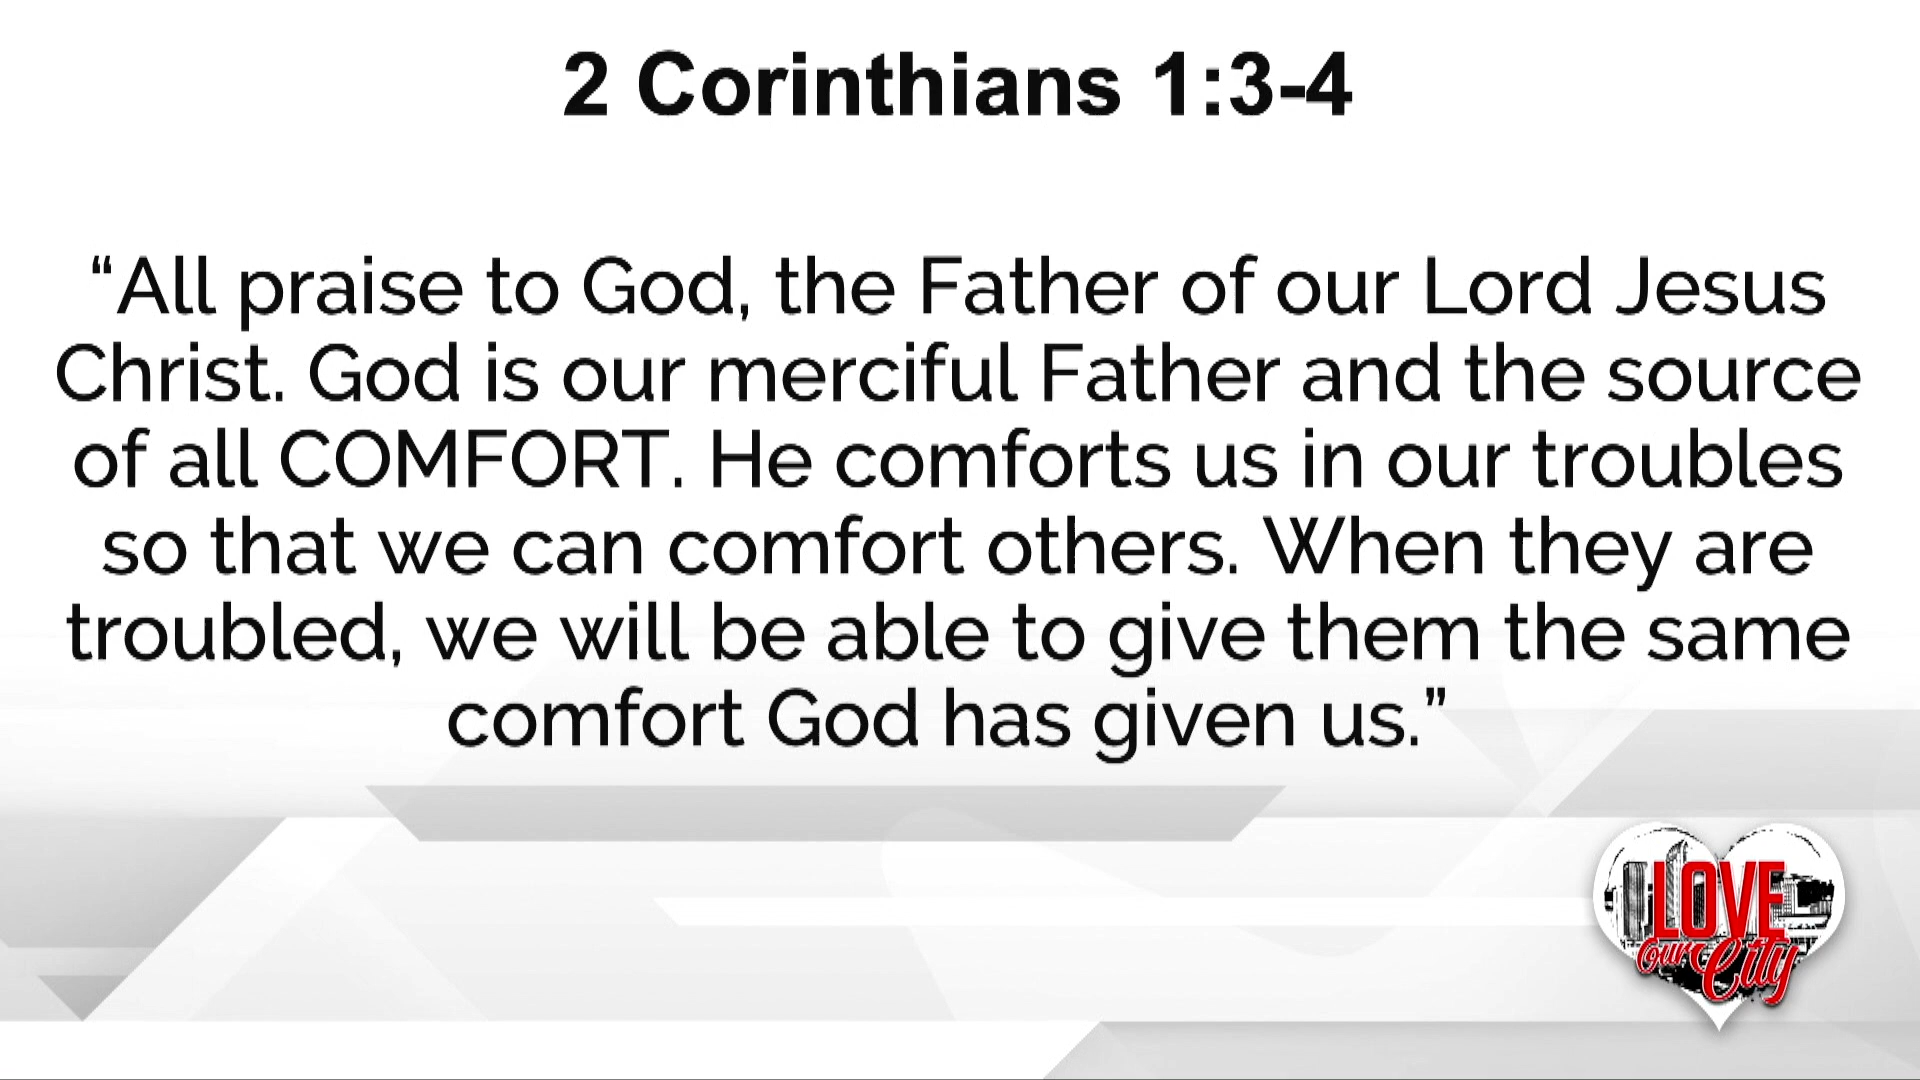 2 Corinthians 1:3-4
“All praise to God, the Father of our Lord Jesus
Christ. God is our merciful Father and the source
of all COMFORT. He comforts us in our troubles
so that we can comfort others. When they are
troubled, we will be able to give them the same
comfort God has given us.”
LOVE
Our City